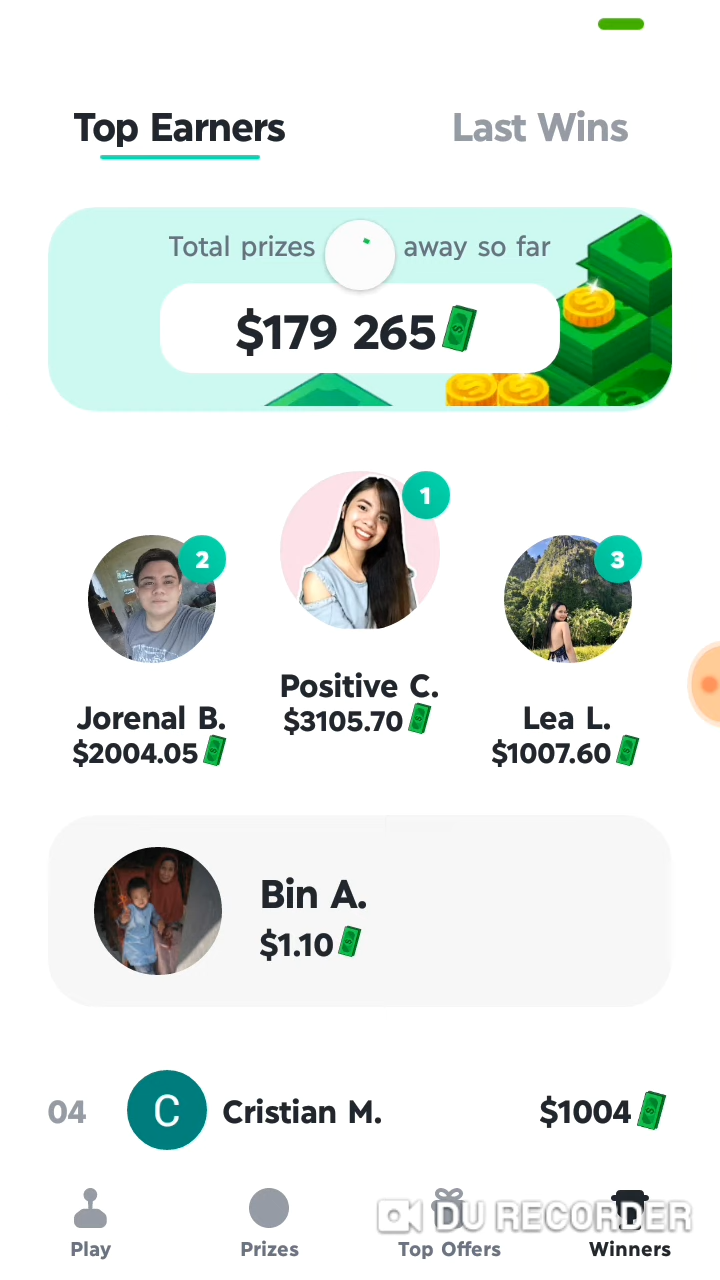 Top Earners
Last Wins
Total prizes away so far
$179 265
1
2
3
Positive C.
$3105.70
Jorenal B.
$2004.05
Lea L.
$1007.60
Bin A.
$1.10
04
C
Cristian M.
$1004
DU RECORDER
Play
Prizes
Top Offers
Winners